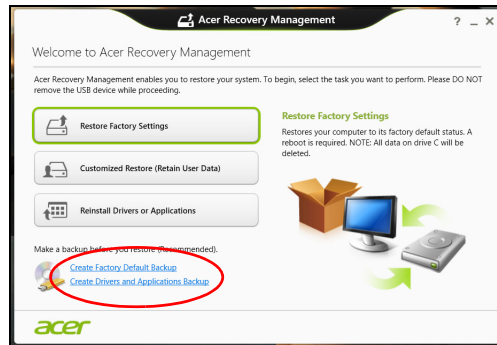 Acer Recovery Management
? _ X
Welcome to Acer Recovery Management
Acer Recovery Management enables you to restore your system. To begin, select the task you want to perform. Please DO NOT
remove the USB device while proceeding.
Restore Factory Settings
Customized Restore (Retain User Data)
Reinstall Drivers or Applications
Restore Factory Settings
Restores your computer to its factory default status. A
reboot is required. NOTE: All data on drive C will be
deleted.
Make a backup before you restore (Recommended).
Create Factory Default Backup
Create Drivers and Applications Backup
acer